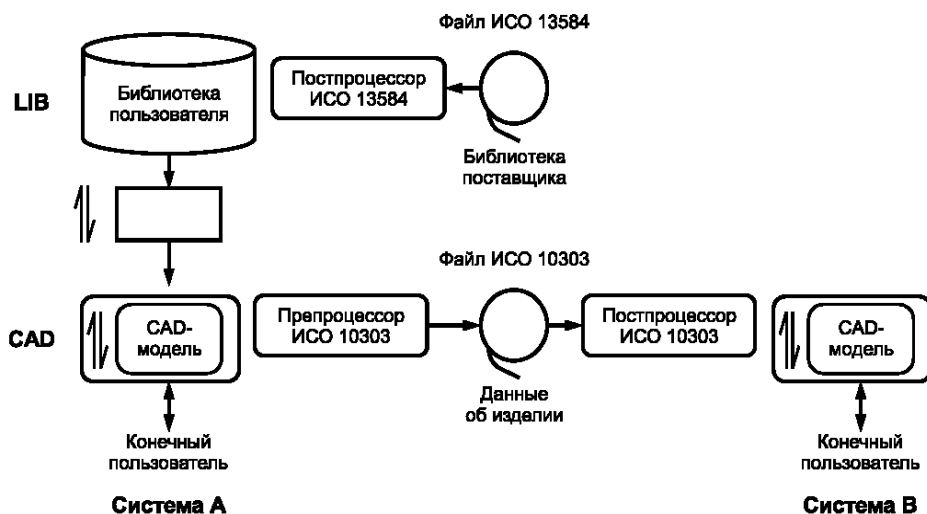 Файл ИСО 13584
LIB
Библиотека
пользователя
Постпроцессор
ИСО 13584
Библиотека
поставщика
Файл ИСО 10303
CAD
CAD-
модель
Препроцессор
ИСО 10303
Постпроцессор
ИСО 10303
CAD-
модель
Данные
об изделии
Конечный
пользователь
Конечный
пользователь
Система А
Система В